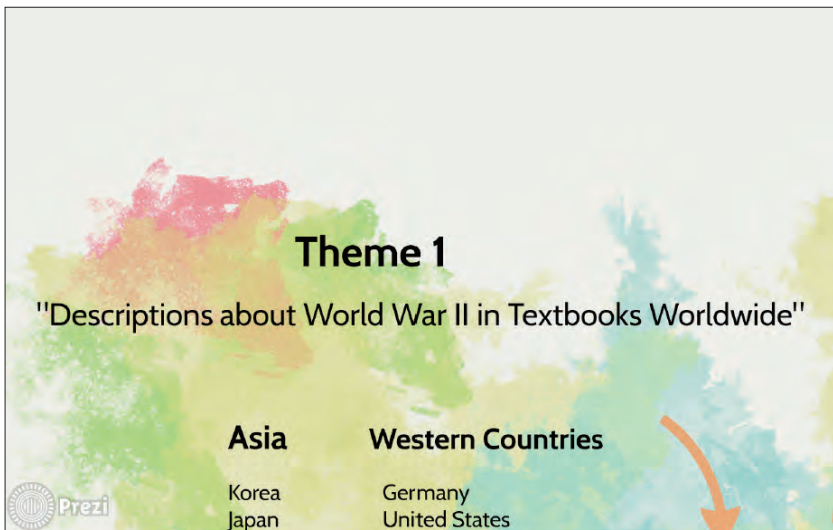 Theme 1
"Descriptions about World War II in Textbooks Worldwide"
Asia Western Countries
Korea Germany
Japan United States
Prezi